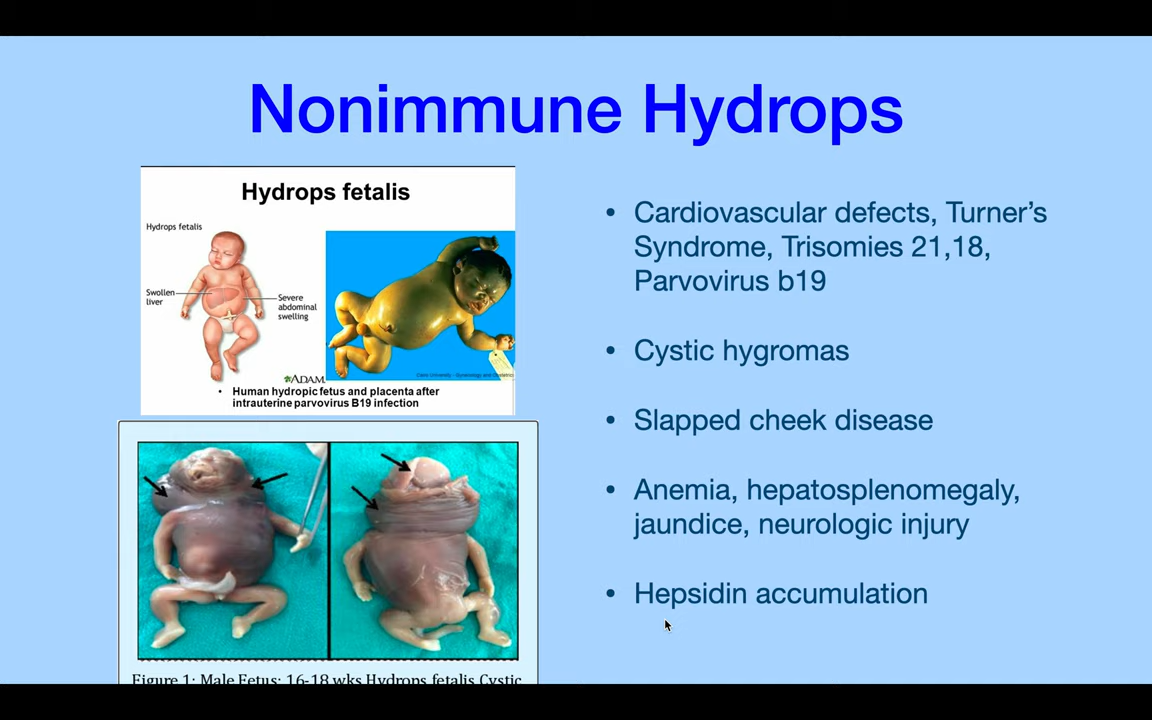 Nonimmune Hydrops
Hydrops fetalis
Hydrops fetalis
Swollen
liver
Severe
abdominal
swelling
ADAM
• Human hydropic fetus and placenta after
intrauterine parvovirus B19 infection
Figure 1: Male Fetus: 16-18 wks Hydrops fetalis Cystic
• Cardiovascular defects, Turner’s
Syndrome, Trisomies 21,18,
Parvovirus b19
• Cystic hygromas
• Slapped cheek disease
• Anemia, hepatosplenomegaly,
jaundice, neurologic injury
• Hepsidin accumulation